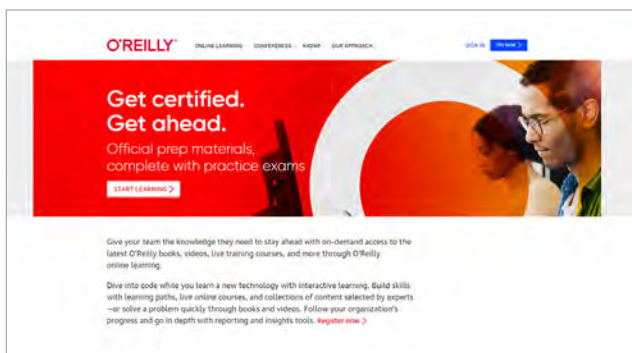 O'REILLY
ONLINE LEARNING CONFERENCES RADAR OUR APPROACH
SIGN IN TRY NOW >
Get certified.
Get ahead.
Official prep materials,
complete with practice exams
START LEARNING >
Give your team the knowledge they need to stay ahead with on-demand access to the
latest O'Reilly books, videos, live training courses, and more through O'Reilly
online learning.
Dive into code while you learn a new technology with interactive learning. Build skills
with learning paths, live online courses, and collections of content selected by experts
—or solve a problem quickly through books and videos. Follow your organization's
progress and go in depth with reporting and insights tools. Register now >